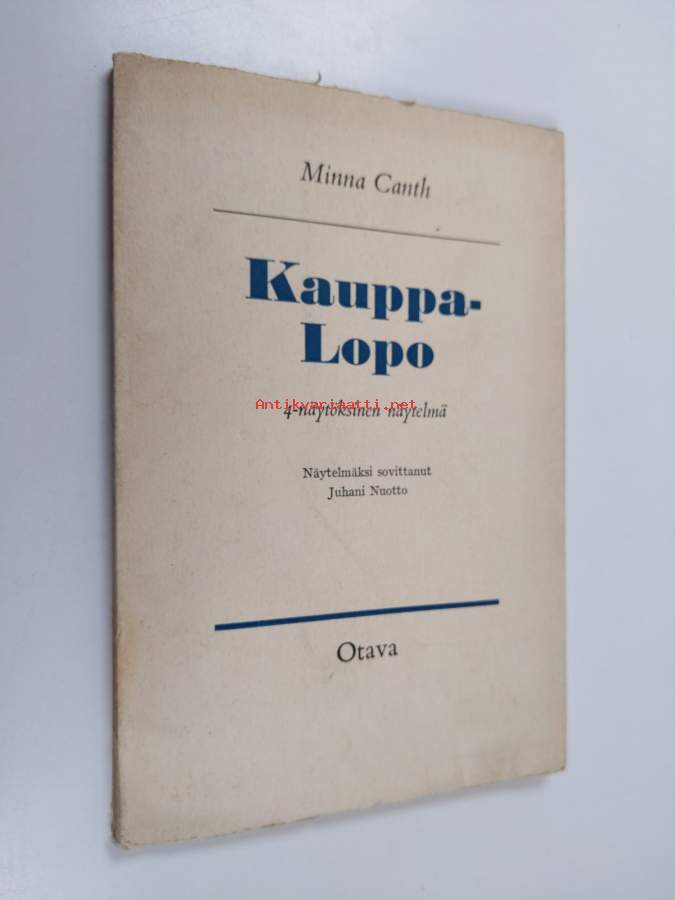 Minna Canth
Kauppa-
Lopo
Antikvariaatti.net
4-näytöksinen näytelmä
Näytelmäksi sovittanut
Juhani Nuotto
Otava